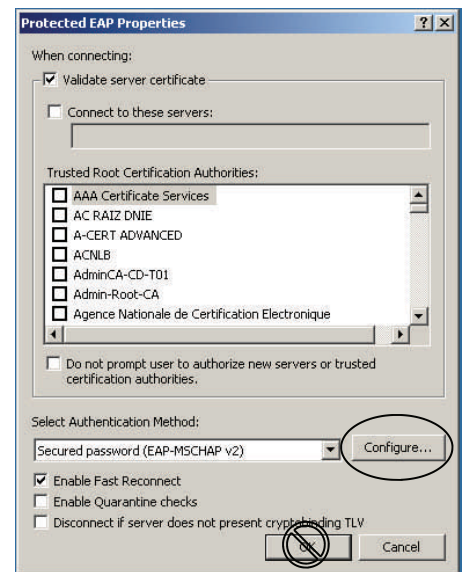 Protected EAP Properties
When connecting:
Validate server certificate
Connect to these servers:
Trusted Root Certification Authorities:
AAA Certificate Services
AC RAIZ DNIE
A-CERT ADVANCED
ACNLB
AdminCA-CD-T01
Admin-Root-CA
Agence Nationale de Certification Electronique
Do not prompt user to authorize new servers or trusted
certification authorities.
Select Authentication Method:
Secured password (EAP-MSCHAP v2)
Configure...
Enable Fast Reconnect
Enable Quarantine checks
Disconnect if server does not present cryptobinding TLV
OK
Cancel